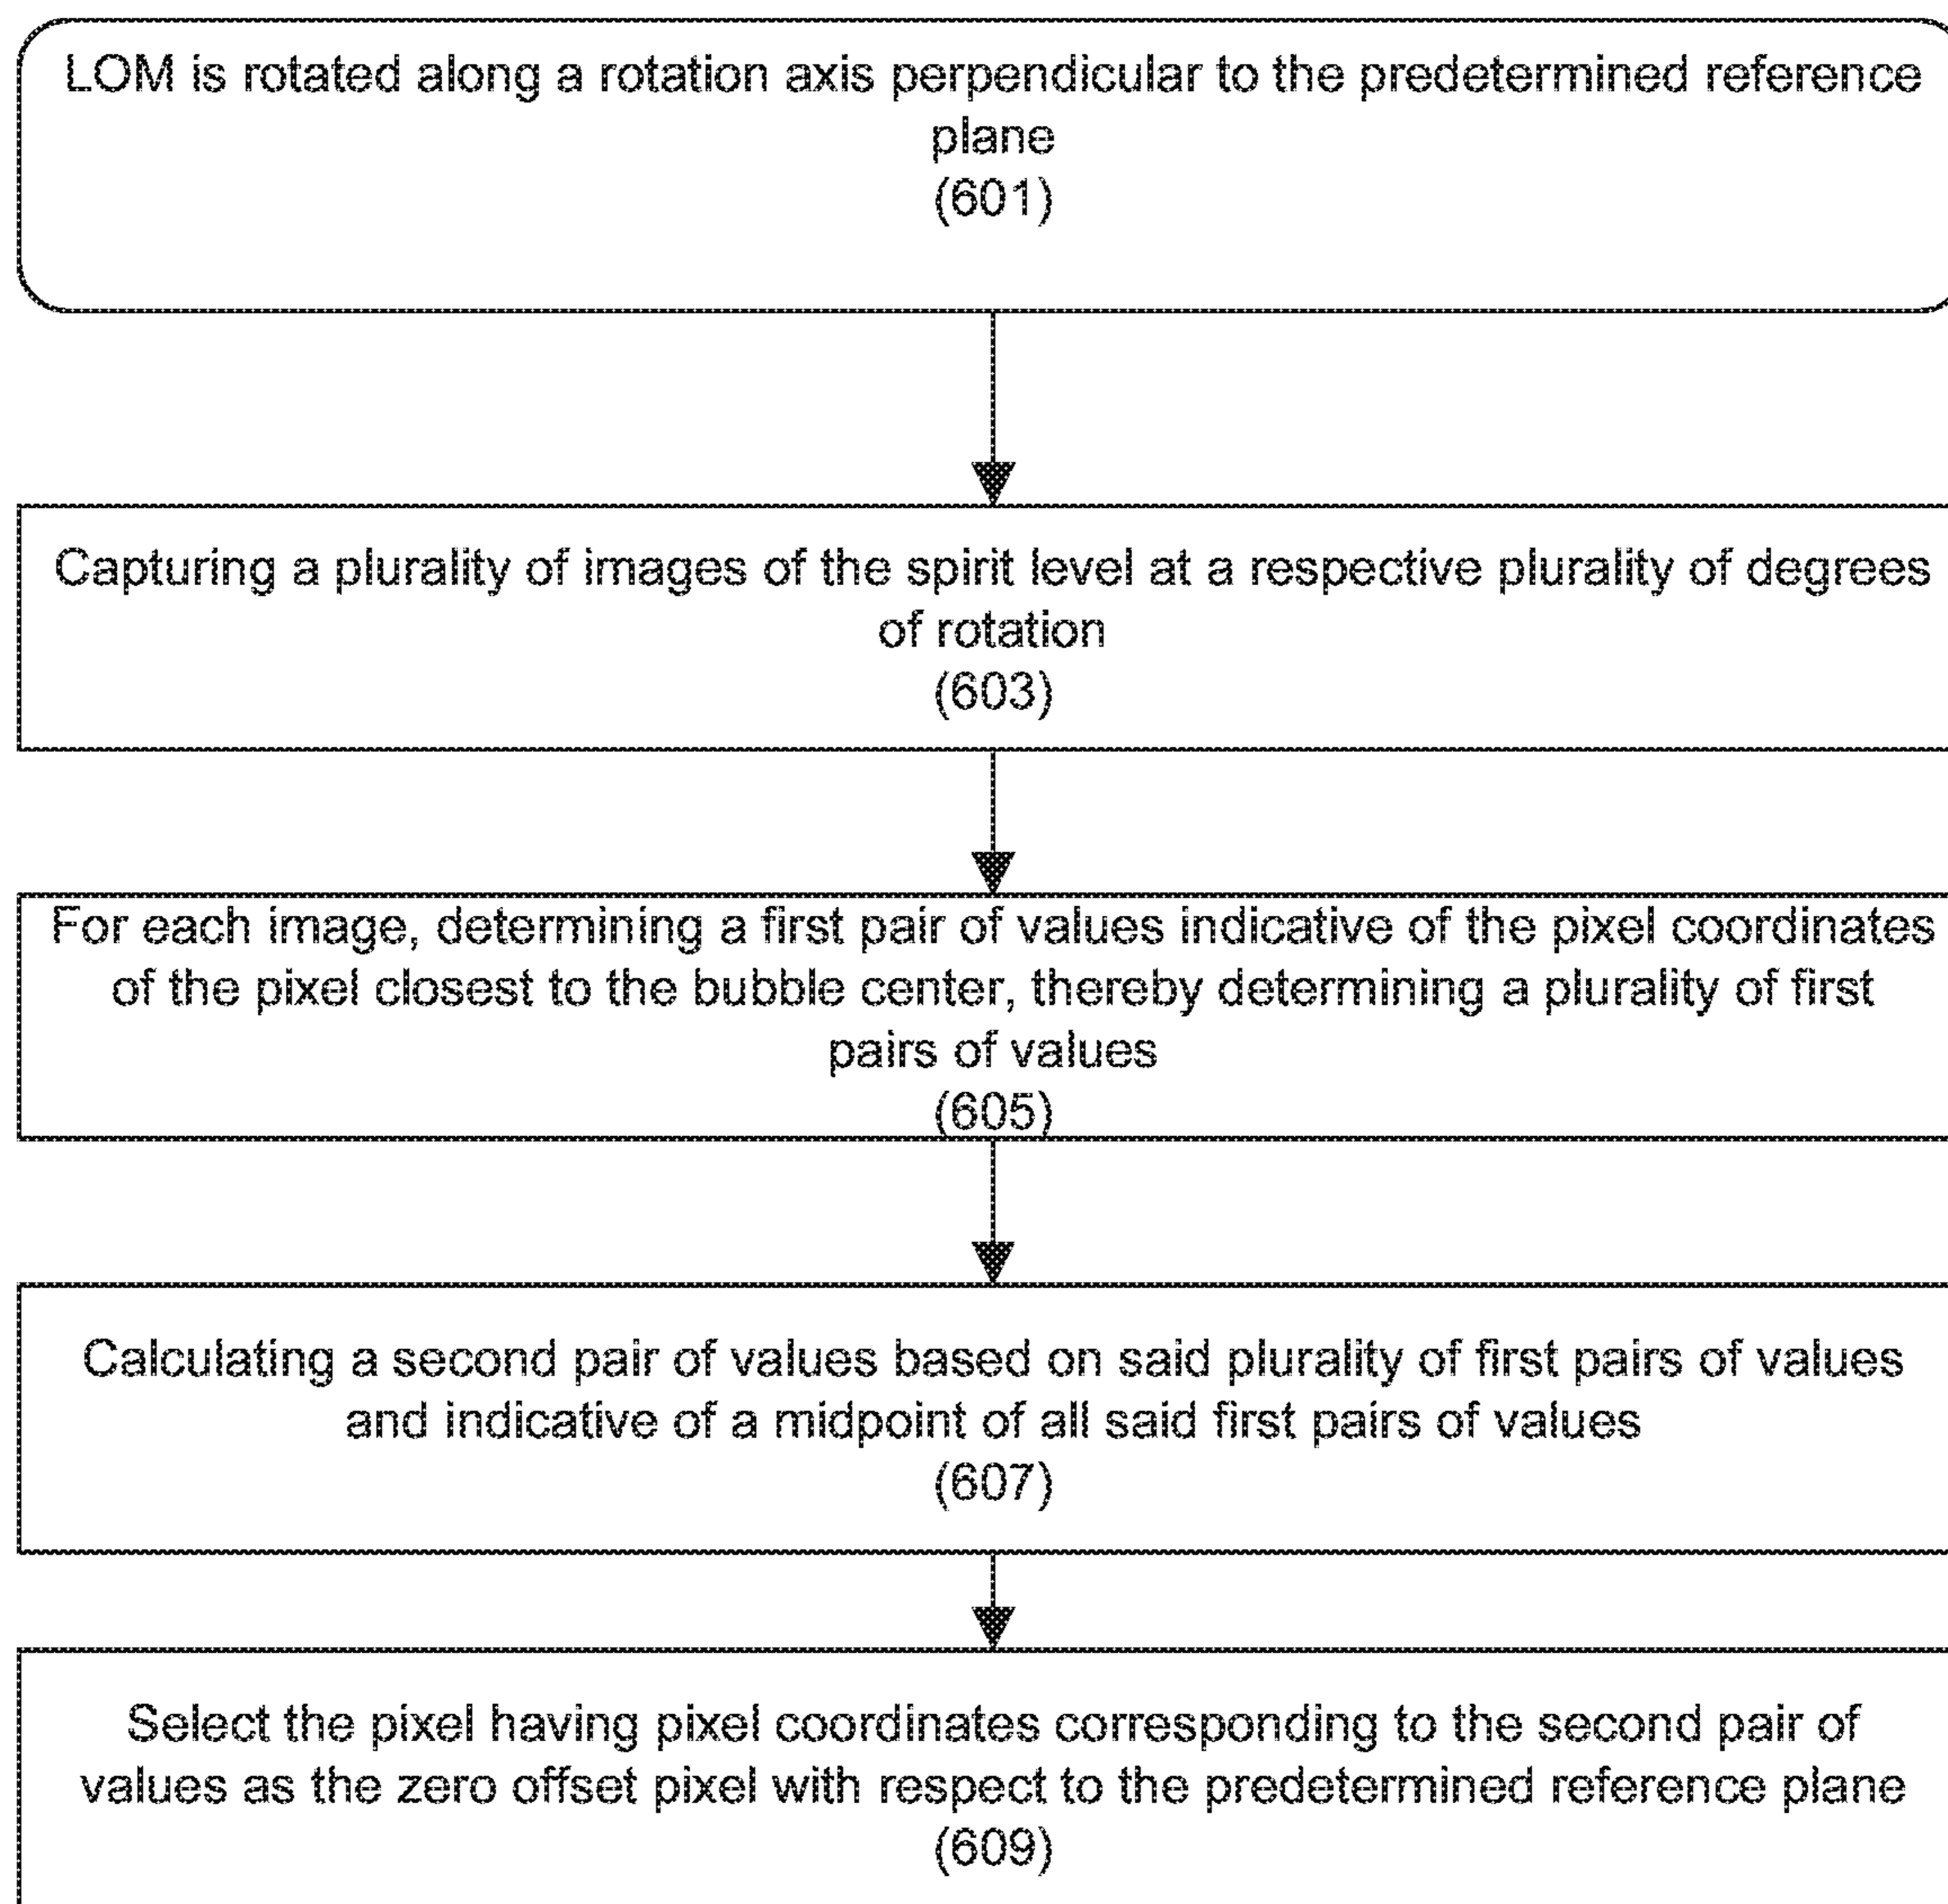 LOM is rotated along a rotation axis perpendicular to the predetermined reference
plane
(601)
Capturing a plurality of images of the spirit level at a respective plurality of degrees
of rotation
(603)
For each image, determining a first pair of values indicative of the pixel coordinates
of the pixel closest to the bubble center, thereby determining a plurality of first
pairs of values
(605)
Calculating a second pair of values based on said plurality of first pairs of values
and indicative of a midpoint of all said first pairs of values
(607)
Select the pixel having pixel coordinates corresponding to the second pair of
values as the zero offset pixel with respect to the predetermined reference plane
(609)